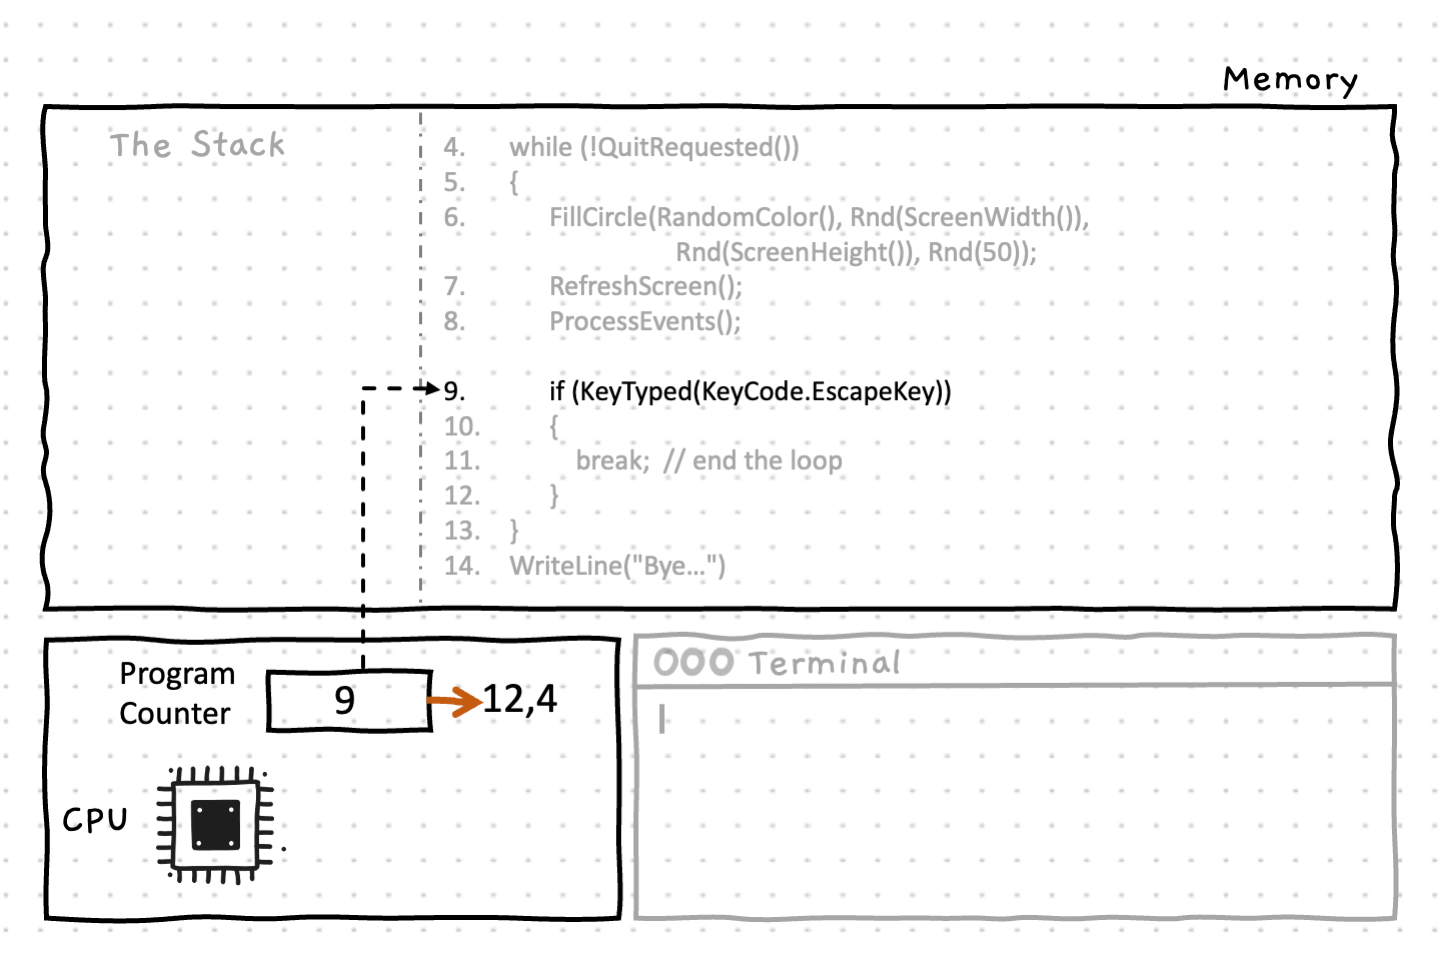 Memory
The Stack
4. while (!QuitRequested())
5. {
6. FillCircle(RandomColor(), Rnd(ScreenWidth()),
Rnd(ScreenHeight()), Rnd(50));
7. RefreshScreen();
8. ProcessEvents();
9. if (KeyTyped(KeyCode.EscapeKey))
10. {
11. break; // end the loop
12. }
13. }
14. WriteLine("Bye...")
Program
Counter
9
12,4
CPU
Terminal